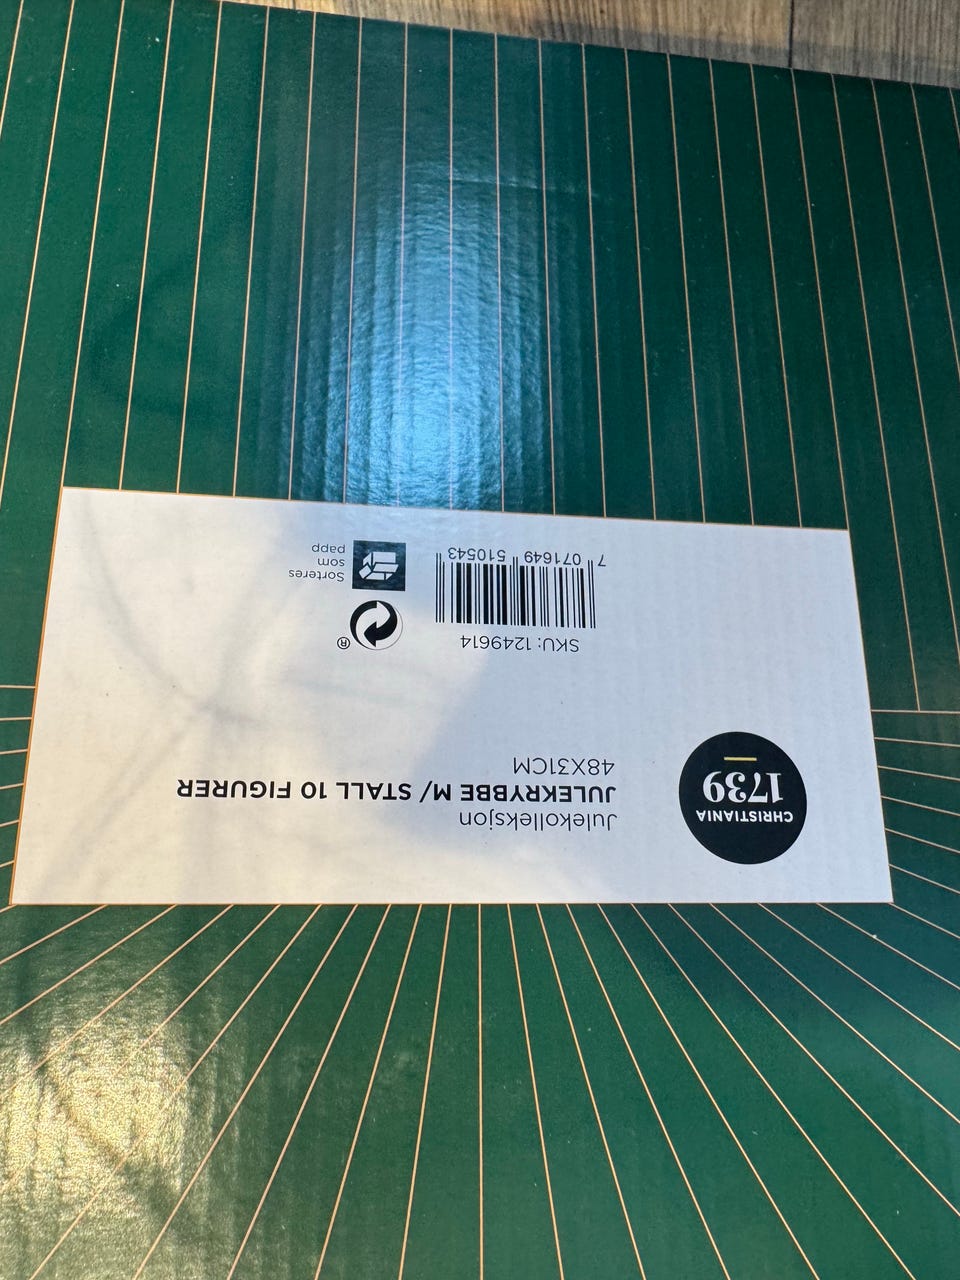 CHRISTIANIA
1739
Julekolleksjon
JULEKRYBBE M/ STALL 10 FIGURER
48X31CM
SKU: 1249614
7 071649 510543
®
Sorteres
som
papp